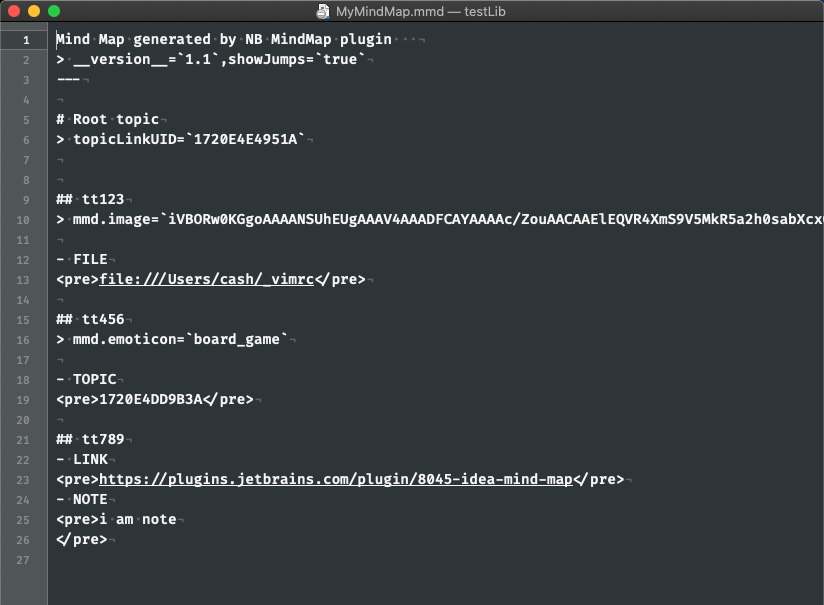 MyMindMap.mmd — testLib
1 Mind Map generated by NB MindMap plugin
2 > __version__=`1.1`,showJumps=`true`
3 ---
4
5 # Root topic
6 > topicLinkUID=`1720E4E4951A`
7
8
9 ## tt123
10 > mmd.image=`iVBORw0KGgoAAAANSUhEUgAAAV4AAADFCAYAAAAc/ZouAACAAElEQVR4XmS9V5MkR5a2h0sabXcx
11
12 - FILE
13 <pre>file:///Users/cash/_vimrc</pre>
14
15 ## tt456
16 > mmd.emoticon=`board_game`
17
18 - TOPIC
19 <pre>1720E4DD9B3A</pre>
20
21 ## tt789
22 - LINK
23 <pre>https://plugins.jetbrains.com/plugin/8045-idea-mind-map</pre>
24 - NOTE
25 <pre>i am note
26 </pre>
27